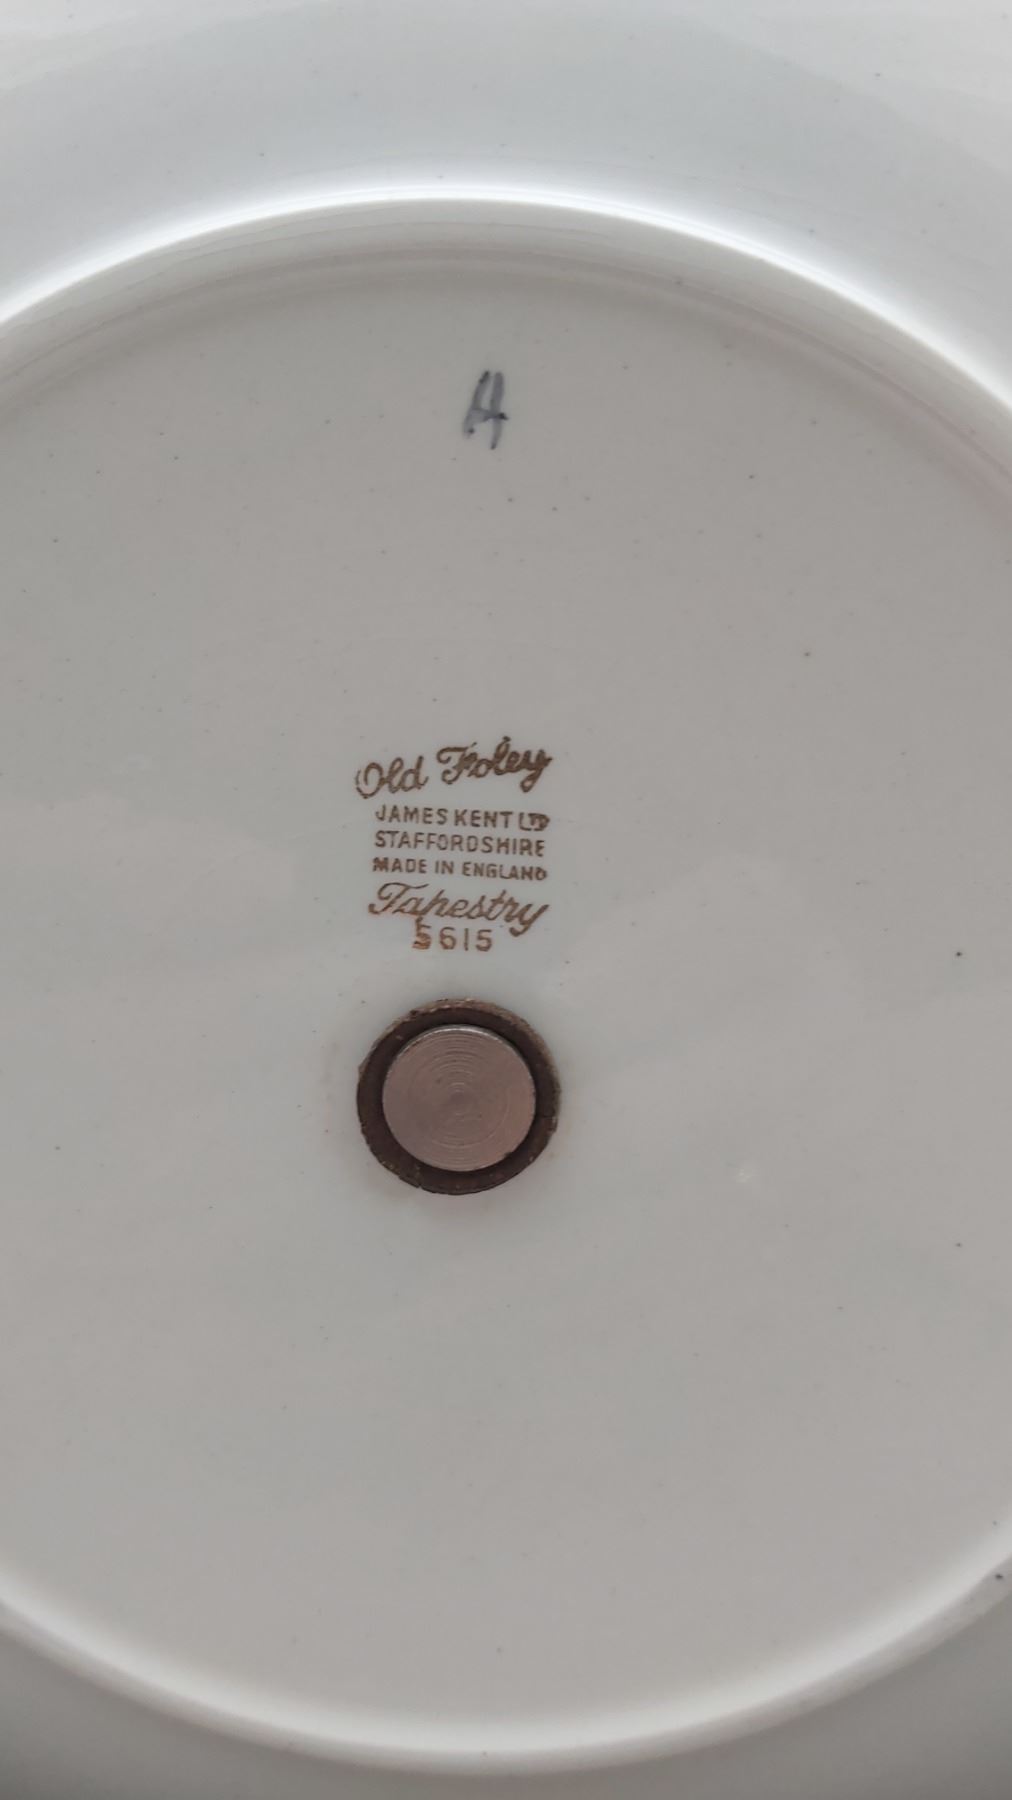 H
Old Foley
JAMES KENT LTD
STAFFORDSHIRE
MADE IN ENGLAND
Tapestry
5615